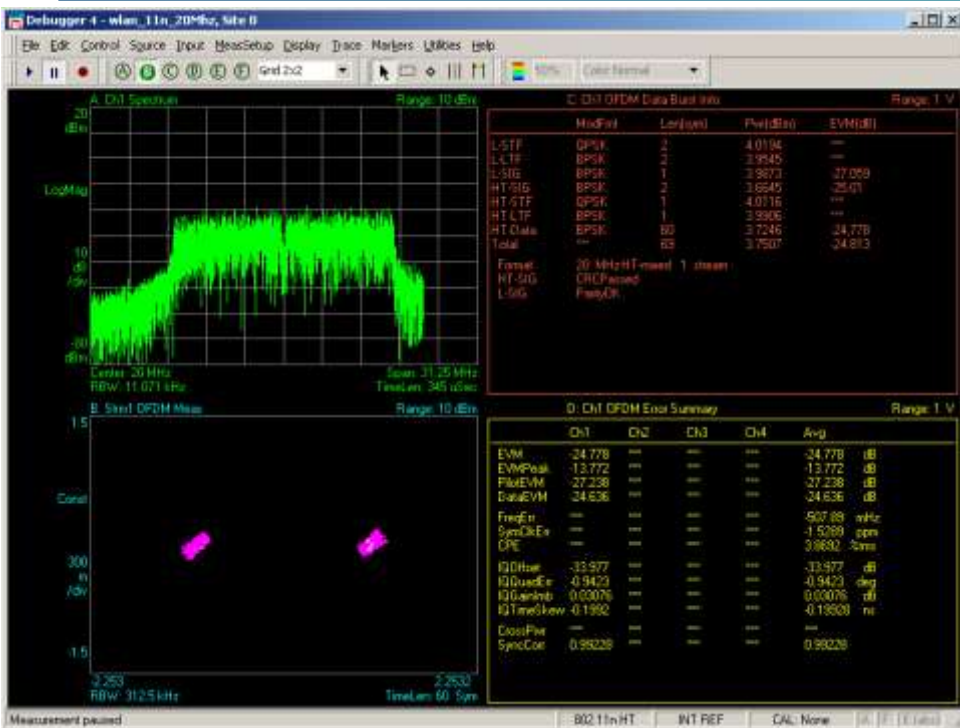 Debugger 4 - wlan_11n_20Mhz, Site 0
File Edit Control Source Input MeasSetup Display Trace Markers Utilities Help
A B C D E F Grid 2x2 50% Color Normal
A: Ch1 Spectrum Range: 10 dBm
20
dBm
LogMag
10
dB
/div
-80
dBm
Center: 20 MHz Span: 31.25 MHz
RBW: 11.071 kHz TimeLen: 345 uSec
C: Ch1 OFDM Data Burst Info Range: 1 V
ModFmt Len(sym) Pwr(dBm) EVM(dB)
L-STF QPSK 2 4.0194 ***
L-LTF BPSK 2 3.9545 ***
L-SIG BPSK 1 3.9873 -27.059
HT-SIG BPSK 2 3.6645 -25.01
HT-STF QPSK 1 4.0116 ***
HT-LTF BPSK 1 3.9906 ***
HT-Data BPSK 60 3.7246 -24.778
Total *** 69 3.7507 -24.813
Format 20 MHz HT-mixed 1 stream
HT-SIG CRCPassed
L-SIG ParityOK
B: Strm1 OFDM Meas Range: 10 dBm
1.5
Const
300
m
/div
-1.5
-2.253 2.2532
RBW: 312.5 kHz TimeLen: 60 Sym
D: Ch1 OFDM Error Summary Range: 1 V
Ch1 Ch2 Ch3 Ch4 Avg
EVM -24.778 *** *** *** -24.778 dB
EVMPeak -13.772 *** *** *** -13.772 dB
PilotEVM -27.238 *** *** *** -27.238 dB
DataEVM -24.636 *** *** *** -24.636 dB
FreqErr *** *** *** *** -507.89 mHz
SymClkErr *** *** *** *** -1.5289 ppm
CPE *** *** *** *** 3.8692 %rms
IQOffset -33.977 *** *** *** -33.977 dB
IQQuadErr -0.9423 *** *** *** -0.9423 deg
IQGainImb 0.03076 *** *** *** 0.03076 dB
IQTimeSkew -0.1992 *** *** *** -0.19928 ns
CrossPwr *** *** *** *** ***
SyncCorr 0.99228 *** *** *** 0.99228
Measurement paused 802.11n HT INT REF CAL: None